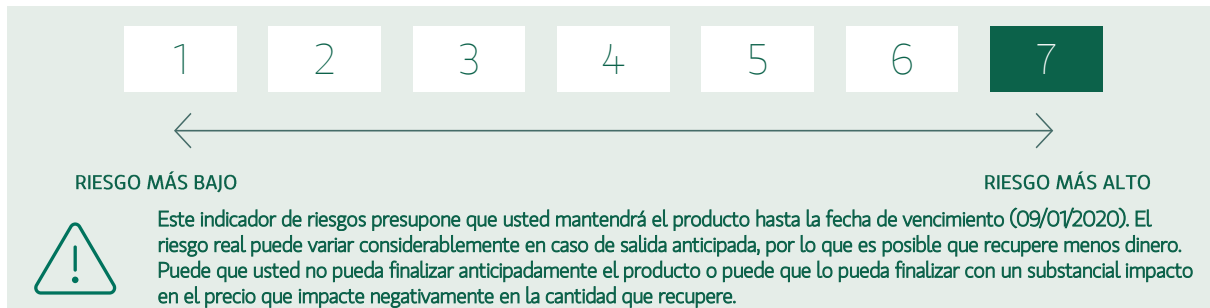 1 2 3 4 5 6 7
RIESGO MÁS BAJO RIESGO MÁS ALTO
Este indicador de riesgos presupone que usted mantendrá el producto hasta la fecha de vencimiento (09/01/2020). El
riesgo real puede variar considerablemente en caso de salida anticipada, por lo que es posible que recupere menos dinero.
Puede que usted no pueda finalizar anticipadamente el producto o puede que lo pueda finalizar con un substancial impacto
en el precio que impacte negativamente en la cantidad que recupere.